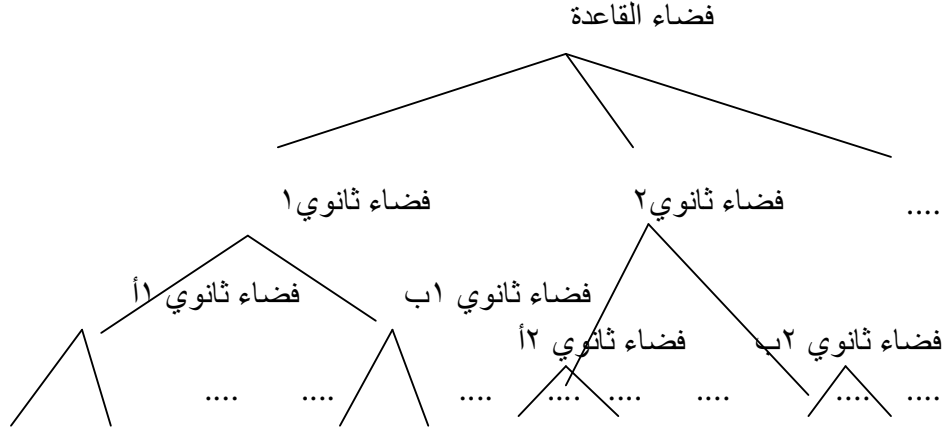 فضاء القاعدة
فضاء ثانوي١ فضاء ثانوي٢ ....
فضاء ثانوي ١أ فضاء ثانوي ١ب
فضاء ثانوي ٢أ فضاء ثانوي ٢ب
.... .... .... .... .... .... .... ....